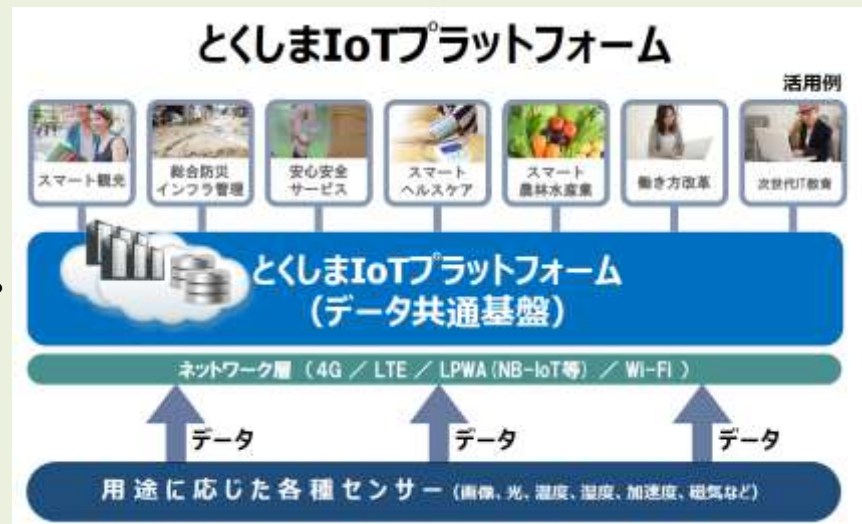 とくしまIoTプラットフォーム
活用例
スマート観光
総合防災
インフラ管理
安心安全
サービス
スマート
ヘルスケア
スマート
農林水産業
働き方改革
次世代IT教育
とくしまIoTプラットフォーム
(データ共通基盤)
ネットワーク層 (4G / LTE / LPWA(NB-IoT等) / Wi-Fi )
データ
データ
データ
用途に応じた各種センサー (画像、光、温度、湿度、加速度、磁気など)